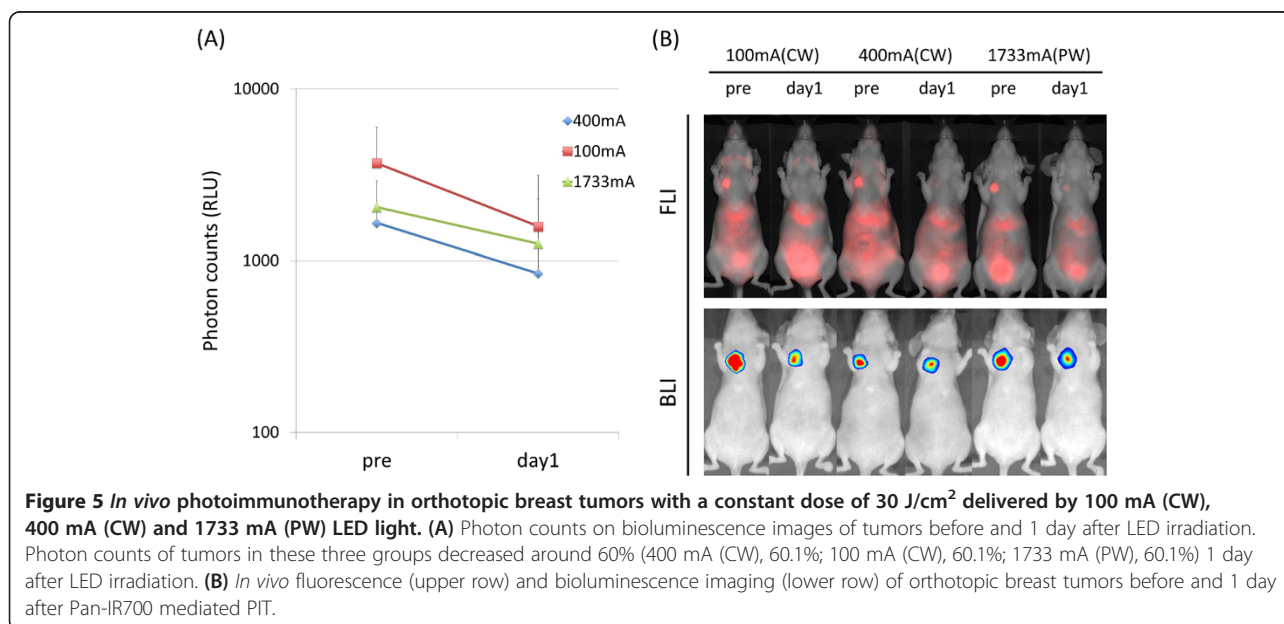 (A)
10000
1000
100
Photon counts (RLU)
400mA
100mA
1733mA
pre day1
(B)
100mA(CW) 400mA(CW) 1733mA(PW)
pre day1 pre day1 pre day1
FLI
BLI
Figure 5 In vivo photoimmunotherapy in orthotopic breast tumors with a constant dose of 30 J/cm² delivered by 100 mA (CW),
400 mA (CW) and 1733 mA (PW) LED light. (A) Photon counts on bioluminescence images of tumors before and 1 day after LED irradiation.
Photon counts of tumors in these three groups decreased around 60% (400 mA (CW), 60.1%; 100 mA (CW), 60.1%; 1733 mA (PW), 60.1%) 1 day
after LED irradiation. (B) In vivo fluorescence (upper row) and bioluminescence imaging (lower row) of orthotopic breast tumors before and 1 day
after Pan-IR700 mediated PIT.